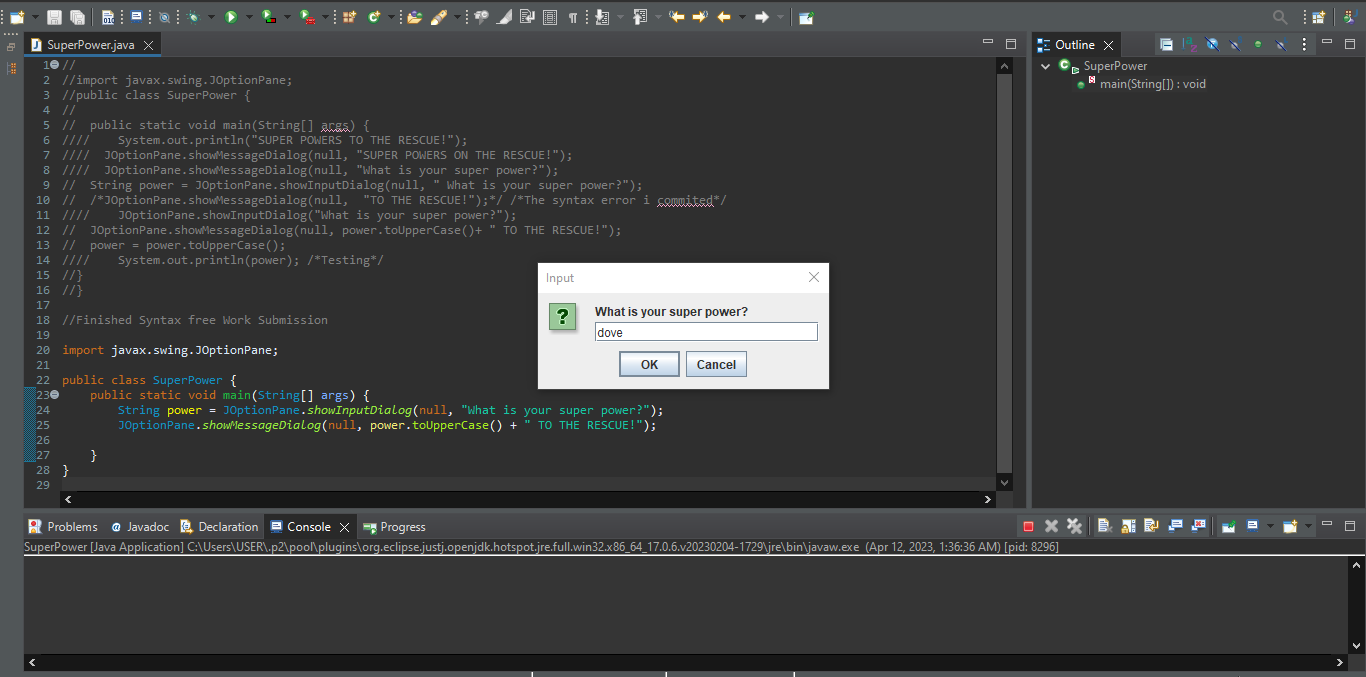 SuperPower.java
Outline
1 //
2 //import javax.swing.JOptionPane;
3 //public class SuperPower {
4 //
5 //  public static void main(String[] args) {
6 ////    System.out.println("SUPER POWERS TO THE RESCUE!");
7 ////  JOptionPane.showMessageDialog(null, "SUPER POWERS ON THE RESCUE!");
8 ////  JOptionPane.showMessageDialog(null, "What is your super power?");
9 //  String power = JOptionPane.showInputDialog(null, " What is your super power?");
10 //  /*JOptionPane.showMessageDialog(null,  "TO THE RESCUE!");*/ /*The syntax error i commited*/
11 ////    JOptionPane.showInputDialog("What is your super power?");
12 //  JOptionPane.showMessageDialog(null, power.toUpperCase()+ " TO THE RESCUE!");
13 //  power = power.toUpperCase();
14 ////    System.out.println(power); /*Testing*/
15 //}
16 //}
17
18 //Finished Syntax free Work Submission
19
20 import javax.swing.JOptionPane;
21
22 public class SuperPower {
23     public static void main(String[] args) {
24         String power = JOptionPane.showInputDialog(null, "What is your super power?");
25         JOptionPane.showMessageDialog(null, power.toUpperCase() + " TO THE RESCUE!");
26
27     }
28 }
29
SuperPower
main(String[]) : void
Input
What is your super power?
dove
OK Cancel
Problems @ Javadoc Declaration Console Progress
SuperPower [Java Application] C:\Users\USER\.p2\pool\plugins\org.eclipse.justj.openjdk.hotspot.jre.full.win32.x86_64_17.0.6.v20230204-1729\jre\bin\javaw.exe  (Apr 12, 2023, 1:36:36 AM) [pid: 8296]